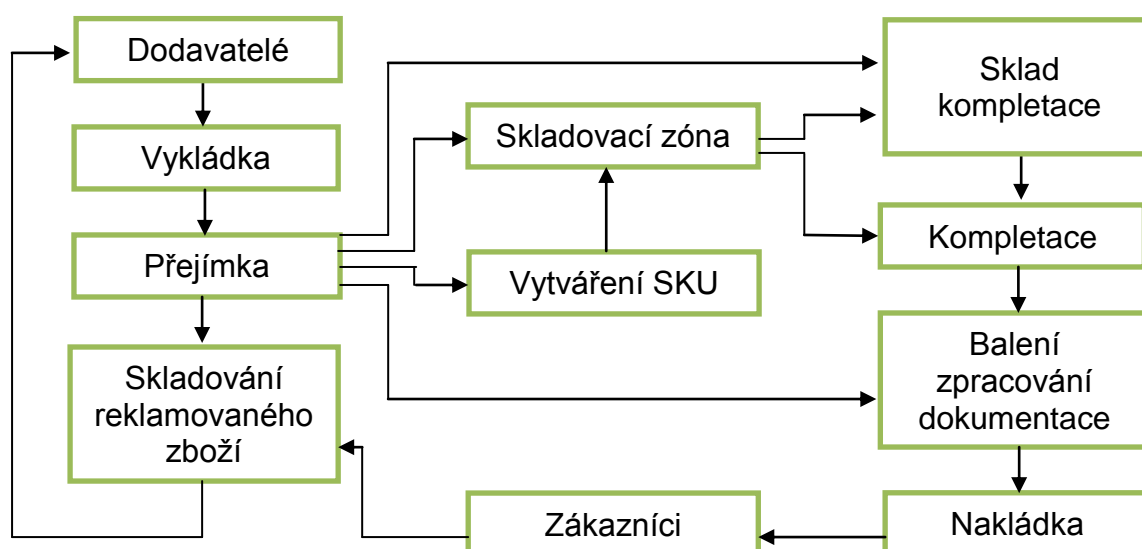 Dodavatelé
Vykládka
Přejímka
Skladování
reklamovaného
zboží
Skladovací zóna
Vytváření SKU
Zákazníci
Sklad
kompletace
Kompletace
Balení
zpracování
dokumentace
Nakládka